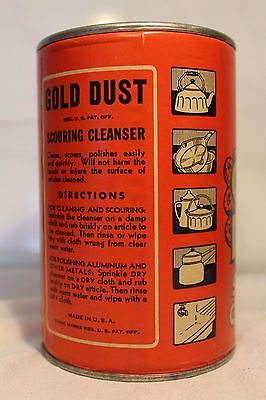 GOLD DUST
REG. U. S. PAT. OFF.
SCOURING CLEANSER
Cleans, scours, polishes easily
and quickly. Will not harm the
hands or injure the surface of
articles cleaned.
DIRECTIONS
FOR CLEANING AND SCOURING:
Sprinkle the cleanser on a damp
cloth and rub briskly on article to
be cleaned. Then rinse or wipe
dry with cloth wrung from clear
water.
FOR POLISHING ALUMINUM AND
OTHER METALS: Sprinkle DRY
cleanser on a DRY cloth and rub
briskly on a DRY article. Then rinse
with warm water and wipe with a
DRY cloth.
MADE IN U. S. A.
TRADE MARKS REG. U. S. PAT. OFF.